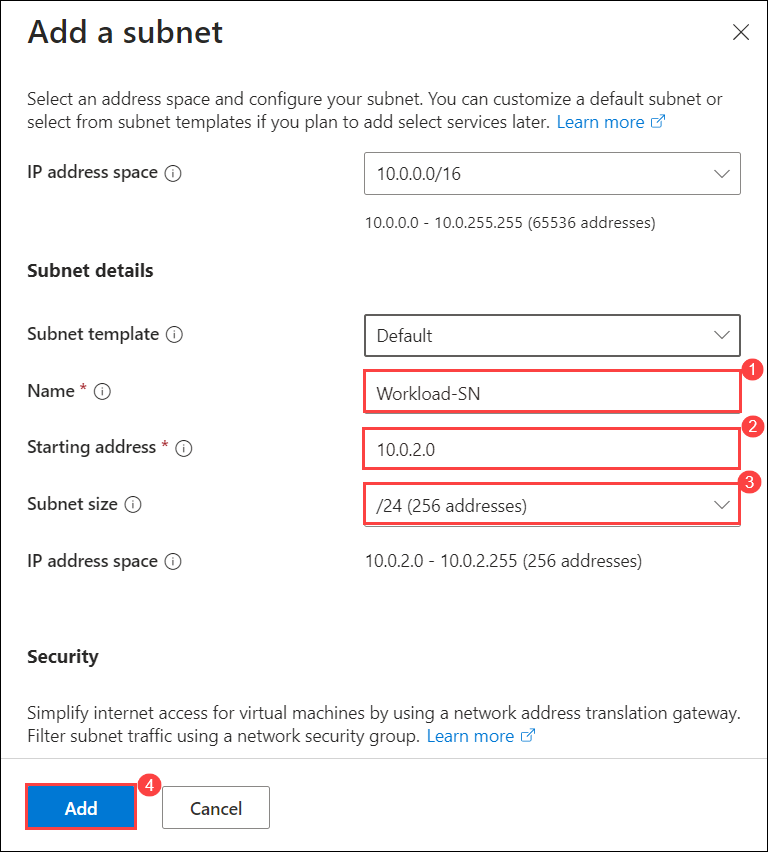 Add a subnet
Select an address space and configure your subnet. You can customize a default subnet or
select from subnet templates if you plan to add select services later. Learn more
IP address space
10.0.0.0/16
10.0.0.0 - 10.0.255.255 (65536 addresses)
Subnet details
Subnet template
Default
Name *
Workload-SN
1
Starting address *
10.0.2.0
2
Subnet size
/24 (256 addresses)
3
IP address space
10.0.2.0 - 10.0.2.255 (256 addresses)
Security
Simplify internet access for virtual machines by using a network address translation gateway.
Filter subnet traffic using a network security group. Learn more
Add
4
Cancel